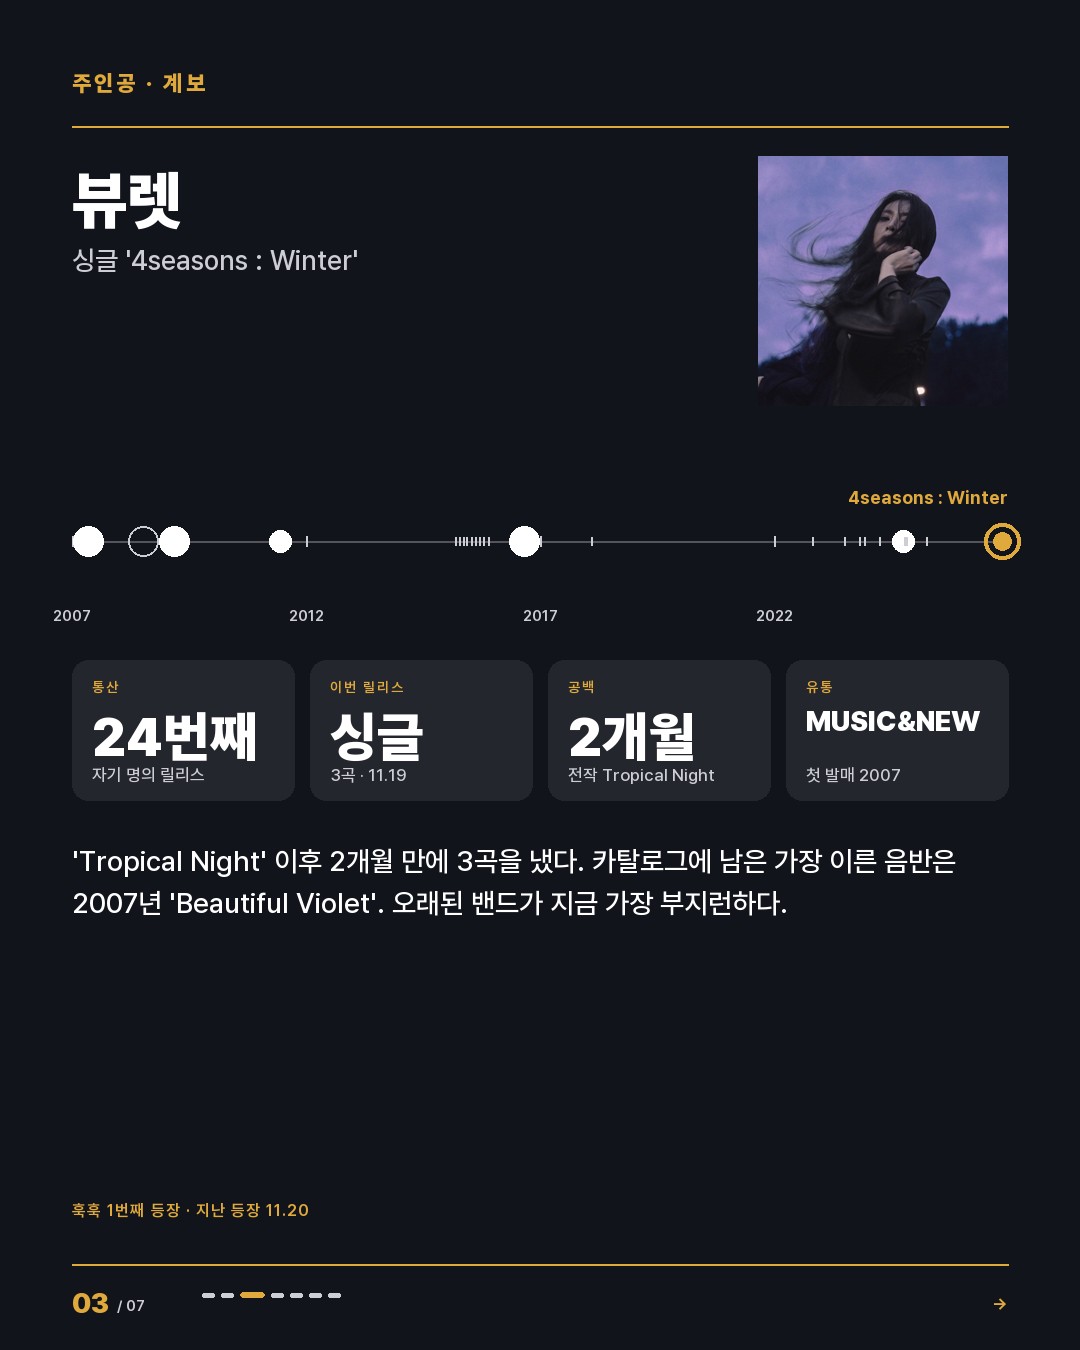 주인공 · 계보
뷰렛
싱글 '4seasons : Winter'
4seasons : Winter
2007 2012 2017 2022
통산
24번째
자기 명의 릴리스
이번 릴리스
싱글
3곡 · 11.19
공백
2개월
전작 Tropical Night
유통
MUSIC&NEW
첫 발매 2007
'Tropical Night' 이후 2개월 만에 3곡을 냈다. 카탈로그에 남은 가장 이른 음반은
2007년 'Beautiful Violet'. 오래된 밴드가 지금 가장 부지런하다.
훅훅 1번째 등장 · 지난 등장 11.20
03 / 07 →